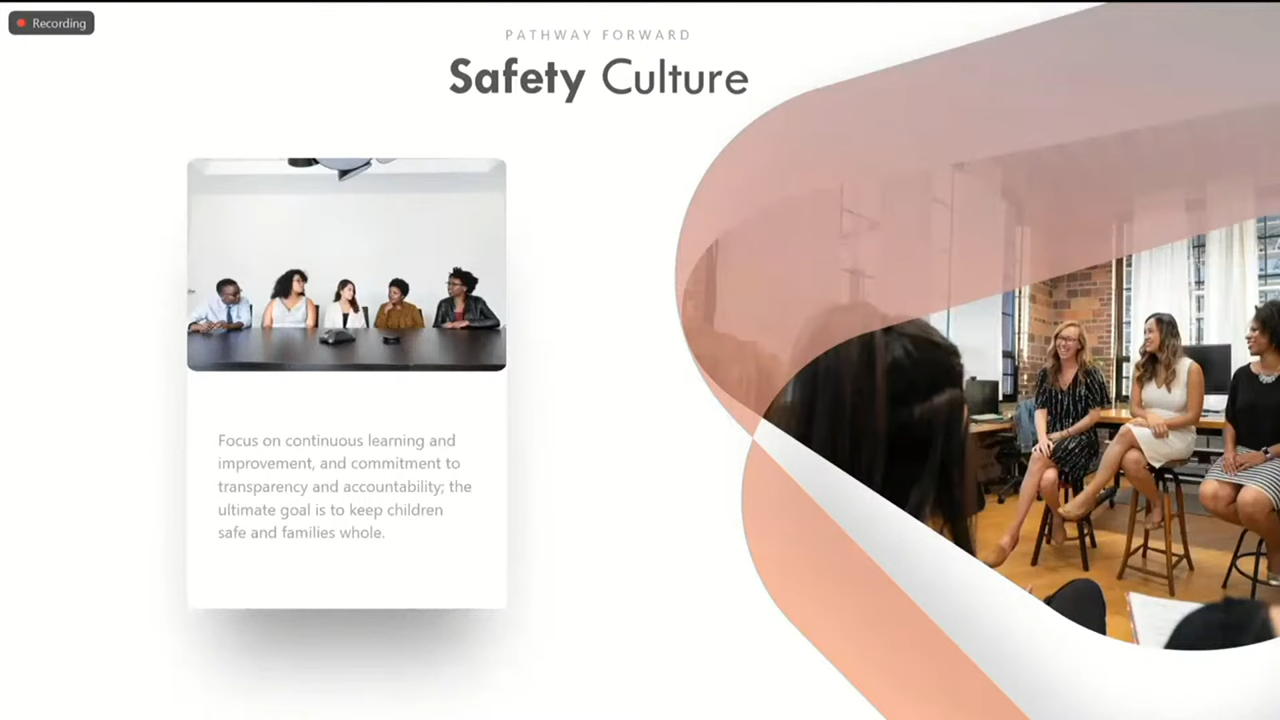 Recording
PATHWAY FORWARD
Safety Culture
Focus on continuous learning and
improvement, and commitment to
transparency and accountability; the
ultimate goal is to keep children
safe and families whole.